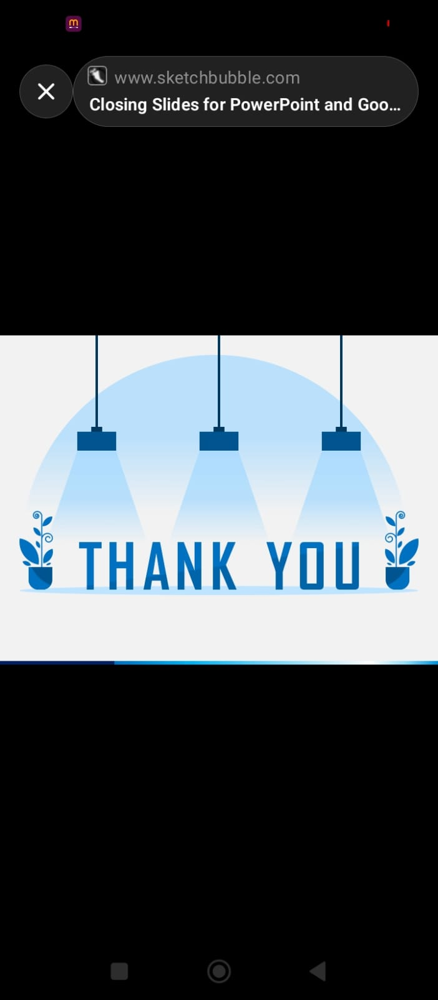 www.sketchbubble.com
Closing Slides for PowerPoint and Goo...
THANK YOU